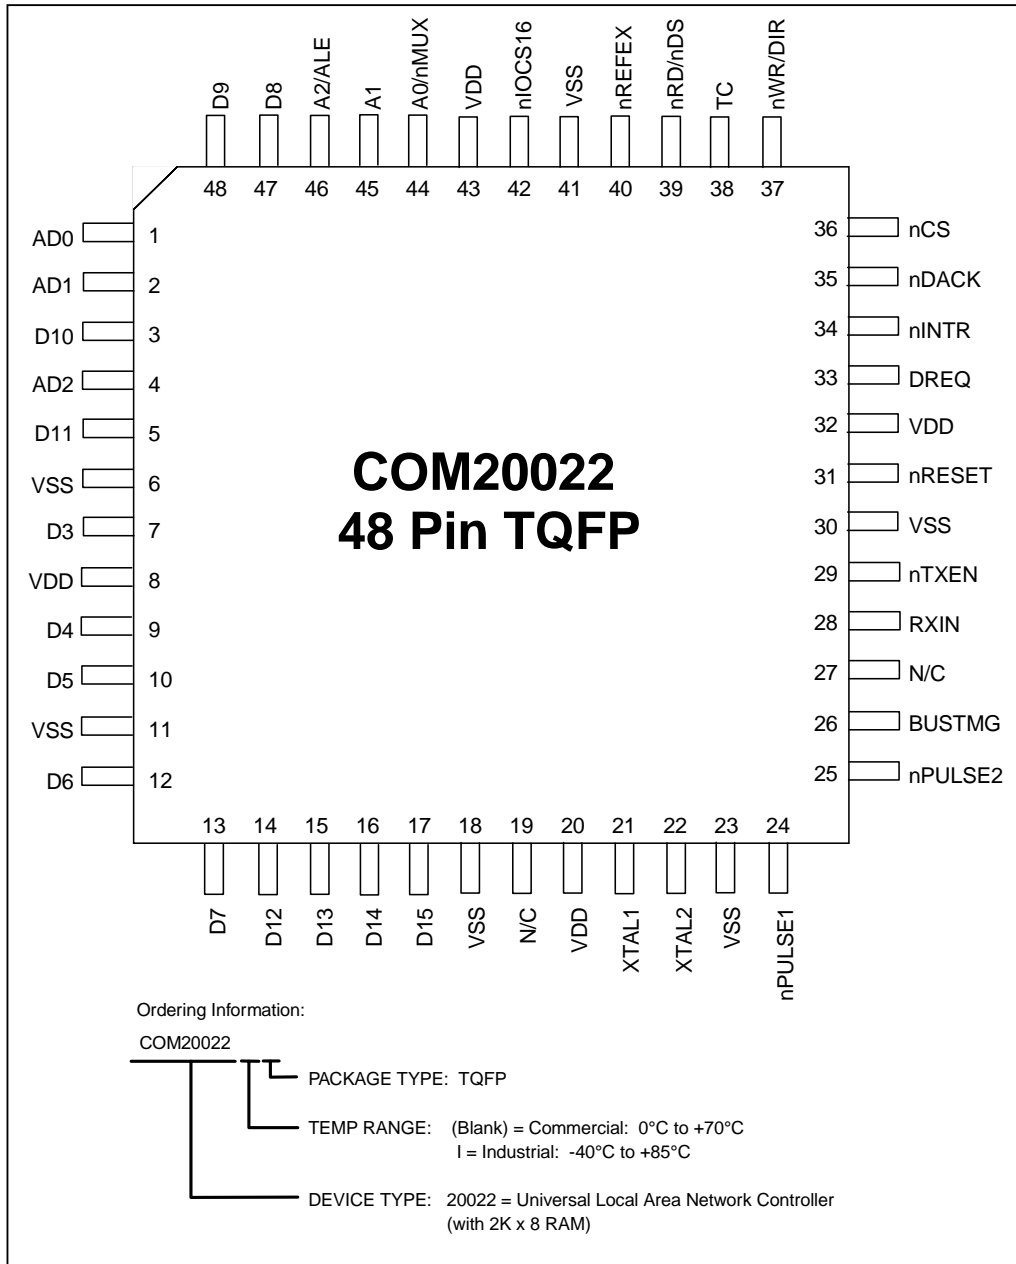 D9
D8
A2/ALE
A1
A0/nMUX
VDD
nIOCS16
VSS
nREFEX
nRD/nDS
TC
nWR/DIR
48
47
46
45
44
43
42
41
40
39
38
37
AD0 1
AD1 2
D10 3
AD2 4
D11 5
VSS 6
D3 7
VDD 8
D4 9
D5 10
VSS 11
D6 12
COM20022
48 Pin TQFP
36 nCS
35 nDACK
34 nINTR
33 DREQ
32 VDD
31 nRESET
30 VSS
29 nTXEN
28 RXIN
27 N/C
26 BUSTMG
25 nPULSE2
13
14
15
16
17
18
19
20
21
22
23
24
D7
D12
D13
D14
D15
VSS
N/C
VDD
XTAL1
XTAL2
VSS
nPULSE1
Ordering Information:
COM20022
PACKAGE TYPE: TQFP
TEMP RANGE: (Blank) = Commercial: 0°C to +70°C
I = Industrial: -40°C to +85°C
DEVICE TYPE: 20022 = Universal Local Area Network Controller
(with 2K x 8 RAM)